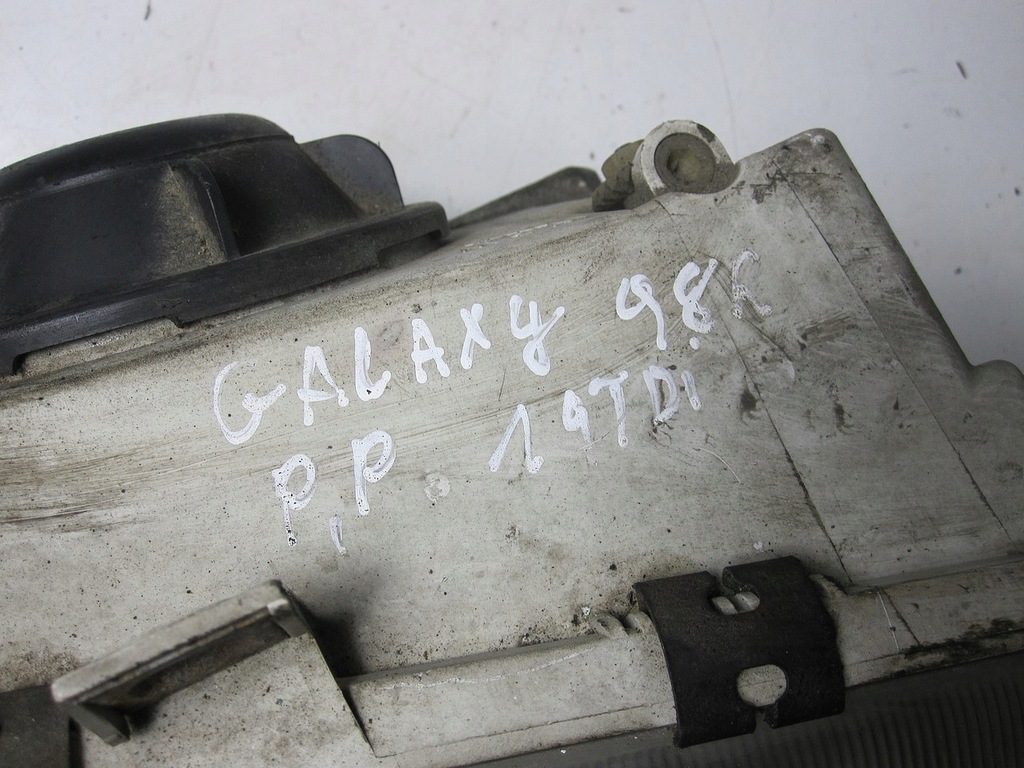 GALAXY 98R
P.P. 1.9TDI